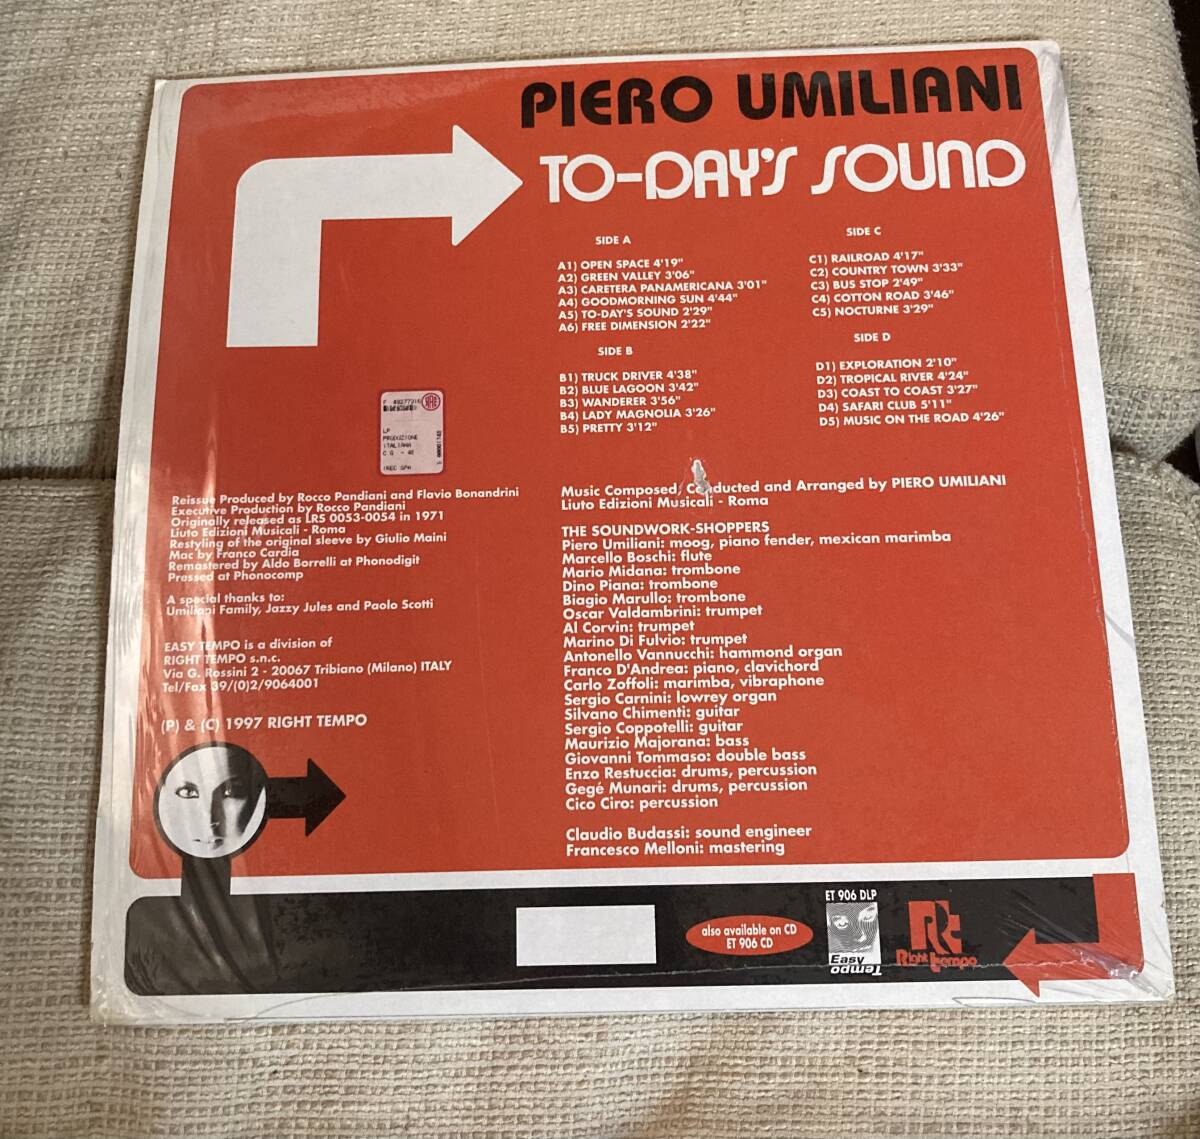 PIERO UMILIANI
TO-DAY'S SOUND
SIDE A
A1) OPEN SPACE 4'19"
A2) GREEN VALLEY 3'06"
A3) CARETERA PANAMERICANA 3'01"
A4) GOODMORNING SUN 4'44"
A5) TO-DAY'S SOUND 2'29"
A6) FREE DIMENSION 2'22"
SIDE B
B1) TRUCK DRIVER 4'38"
B2) BLUE LAGOON 3'42"
B3) WANDERER 3'56"
B4) LADY MAGNOLIA 3'26"
B5) PRETTY 3'12"
SIDE C
C1) RAILROAD 4'17"
C2) COUNTRY TOWN 3'33"
C3) BUS STOP 2'49"
C4) COTTON ROAD 3'46"
C5) NOCTURNE 3'29"
SIDE D
D1) EXPLORATION 2'10"
D2) TROPICAL RIVER 4'24"
D3) COAST TO COAST 3'27"
D4) SAFARI CLUB 5'11"
D5) MUSIC ON THE ROAD 4'26"
LP
PRODUZIONE
ITALIANA
Reissue Produced by Rocco Pandiani and Flavio Bonandrini
Executive Production by Rocco Pandiani
Originally released as LRS 0053-0054 in 1971
Liuto Edizioni Musicali - Roma
Restyling of the original sleeve by Giulio Maini
Mac by Franco Cardia
Remastered by Aldo Borrelli at Phonodigit
Pressed at Phonocomp
A special thanks to:
Umiliani Family, Jazzy Jules and Paolo Scotti
EASY TEMPO is a division of
RIGHT TEMPO s.n.c.
Via G. Rossini 2 - 20067 Tribiano (Milano) ITALY
Tel/Fax 39/(0)2/9064001
(P) & (C) 1997 RIGHT TEMPO
Music Composed, Conducted and Arranged by PIERO UMILIANI
Liuto Edizioni Musicali - Roma
THE SOUNDWORK-SHOPPERS
Piero Umiliani: moog, piano fender, mexican marimba
Marcello Boschi: flute
Mario Midana: trombone
Dino Piana: trombone
Biagio Marullo: trombone
Oscar Valdambrini: trumpet
Al Corvin: trumpet
Marino Di Fulvio: trumpet
Antonello Vannucchi: hammond organ
Franco D'Andrea: piano, clavichord
Carlo Zoffoli: marimba, vibraphone
Sergio Carnini: lowrey organ
Silvano Chimenti: guitar
Sergio Coppotelli: guitar
Maurizio Majorana: bass
Giovanni Tommaso: double bass
Enzo Restuccia: drums, percussion
Gegé Munari: drums, percussion
Cico Ciro: percussion
Claudio Budassi: sound engineer
Francesco Melloni: mastering
also available on CD
ET 906 CD
ET 906 DLP
Easy
Tempo
Right tempo